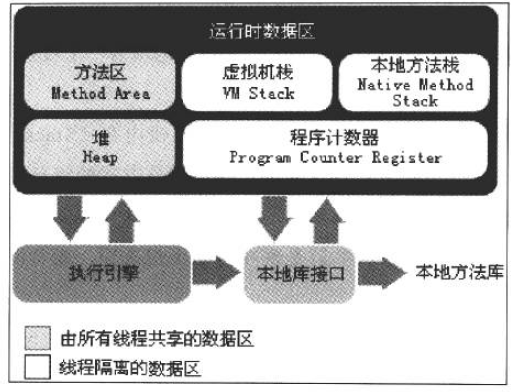 运行时数据区
方法区
Method Area
虚拟机栈
VM Stack
本地方法栈
Native Method
Stack
堆
Heap
程序计数器
Program Counter Register
执行引擎
本地库接口
本地方法库
由所有线程共享的数据区
线程隔离的数据区